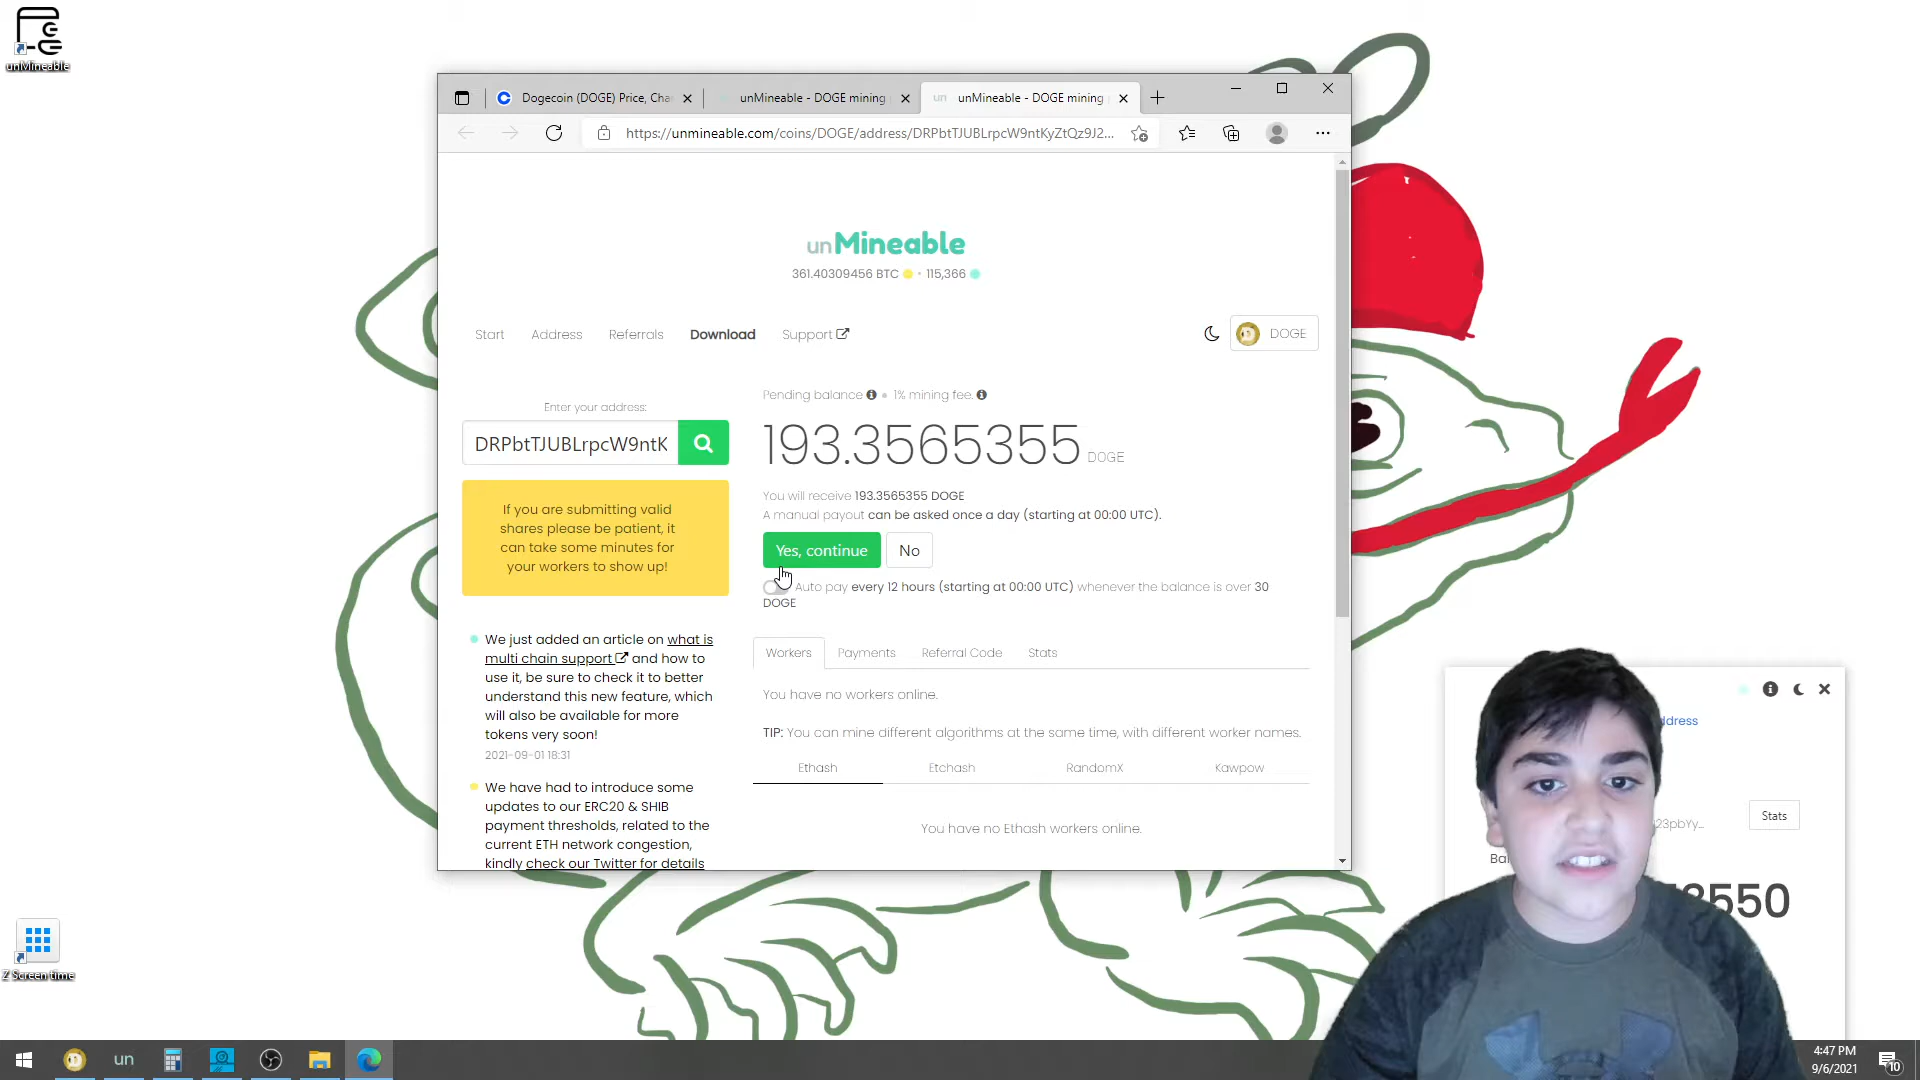 unMineable
Dogecoin (DOGE) Price, Cha
unMineable - DOGE mining
unMineable - DOGE mining
https://unmineable.com/coins/DOGE/address/DRPbtTJUBLrpcW9ntKyZtQz9J2...
unMineable
361.40309456 BTC • 115,366
Start Address Referrals Download Support
DOGE
Enter your address:
DRPbtTJUBLrpcW9ntK
If you are submitting valid
shares please be patient, it
can take some minutes for
your workers to show up!
We just added an article on what is
multi chain support and how to
use it, be sure to check it to better
understand this new feature, which
will also be available for more
tokens very soon!
2021-09-01 18:31
We have had to introduce some
updates to our ERC20 & SHIB
payment thresholds, related to the
current ETH network congestion,
kindly check our Twitter for details
Pending balance • 1% mining fee.
193.3565355 DOGE
You will receive 193.3565355 DOGE
A manual payout can be asked once a day (starting at 00:00 UTC).
Yes, continue No
Auto pay every 12 hours (starting at 00:00 UTC) whenever the balance is over 30
DOGE
Workers Payments Referral Code Stats
You have no workers online.
TIP: You can mine different algorithms at the same time, with different worker names.
Ethash Etchash RandomX Kawpow
You have no Ethash workers online.
ddress
J23pbYy...
Stats
Bal
8550
Z Screen time
un
4:47 PM
9/6/2021
10